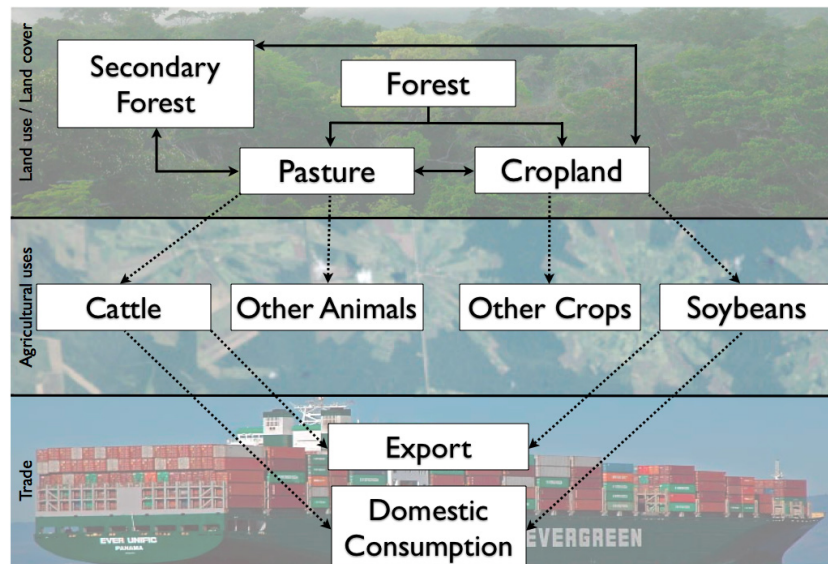 Land use / Land cover
Secondary
Forest
Forest
Pasture
Cropland
Agricultural uses
Cattle
Other Animals
Other Crops
Soybeans
Trade
Export
Domestic
Consumption
EVER UNIFIC
PANAMA
EVERGREEN